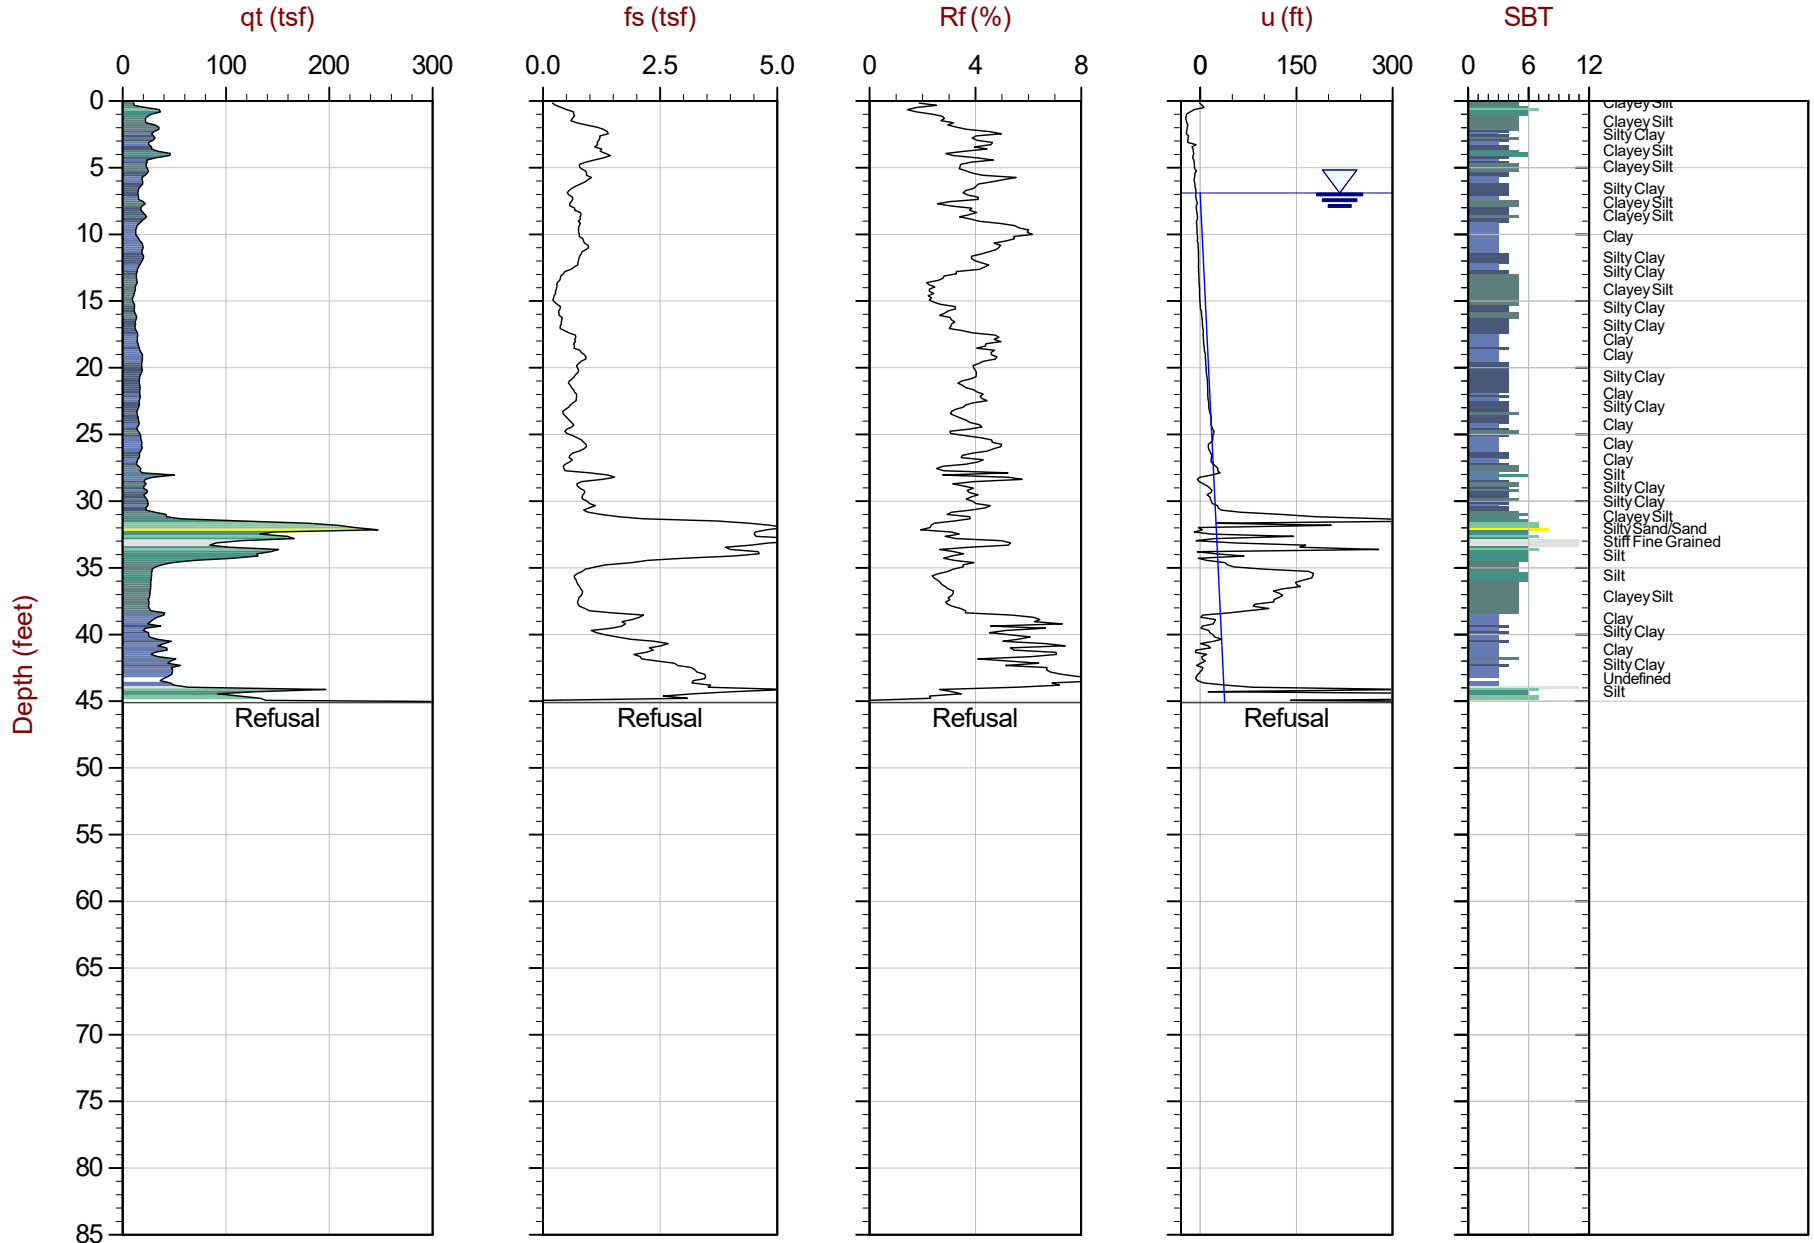 qt (tsf) fs (tsf) Rf (%) u (ft) SBT
0 100 200 300 0.0 2.5 5.0 0 4 8 0 150 300 0 6 12
0
5
10
15
20
25
30
35
40
45
50
55
60
65
70
75
80
85
Depth (feet)
Clayey Silt
Clayey Silt
Silty Clay
Clayey Silt
Clayey Silt
Silty Clay
Clayey Silt
Clayey Silt
Clay
Silty Clay
Silty Clay
Clayey Silt
Silty Clay
Silty Clay
Clay
Clay
Silty Clay
Clay
Silty Clay
Clay
Clay
Clay
Silt
Silty Clay
Silty Clay
Clayey Silt
Silty Sand/Sand
Stiff Fine Grained
Silt
Silt
Clayey Silt
Clay
Silty Clay
Clay
Silty Clay
Undefined
Silt
Refusal Refusal Refusal Refusal